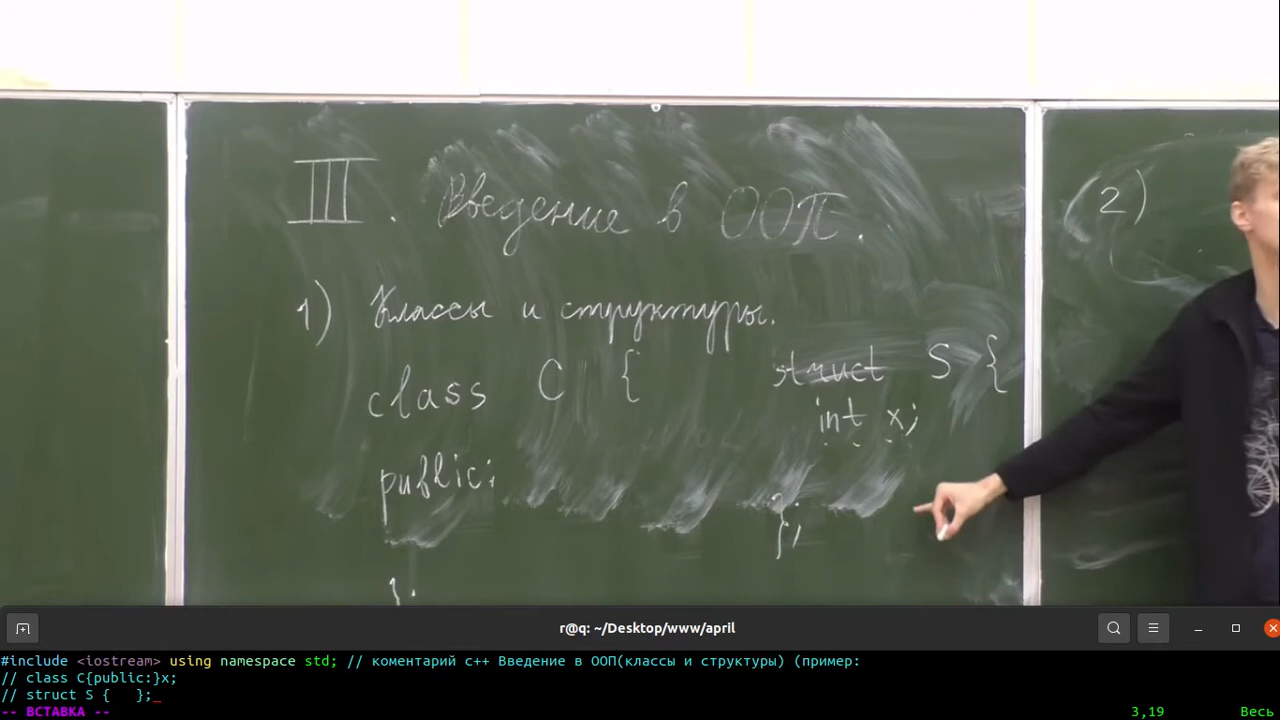 III. Введение в ООП.
2)
1) Классы и структуры.
class C {
struct S {
int x;
public:
};
};
r@q: ~/Desktop/www/april
#include <iostream> using namespace std; // коментарий c++ Введение в ООП(классы и структуры) (пример:
// class C{public:}x;
// struct S {   };
-- ВСТАВКА --
3,19
Весь